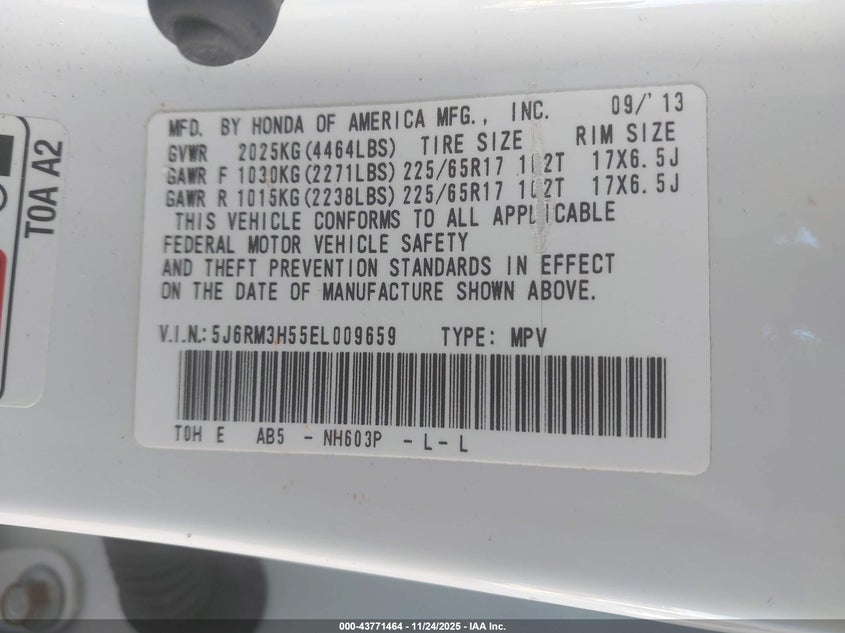 MFD. BY HONDA OF AMERICA MFG., INC. 09/'13
GVWR 2025KG(4464LBS) TIRE SIZE RIM SIZE
GAWR F 1030KG(2271LBS) 225/65R17 102T 17X6.5J
GAWR R 1015KG(2238LBS) 225/65R17 102T 17X6.5J
THIS VEHICLE CONFORMS TO ALL APPLICABLE
FEDERAL MOTOR VEHICLE SAFETY
AND THEFT PREVENTION STANDARDS IN EFFECT
ON THE DATE OF MANUFACTURE SHOWN ABOVE.
V.I.N.: 5J6RM3H55EL009659 TYPE: MPV
T0H E AB5 - NH603P - L - L
T0A A2
000-43771464 | 11/24/2025 - IAA Inc.